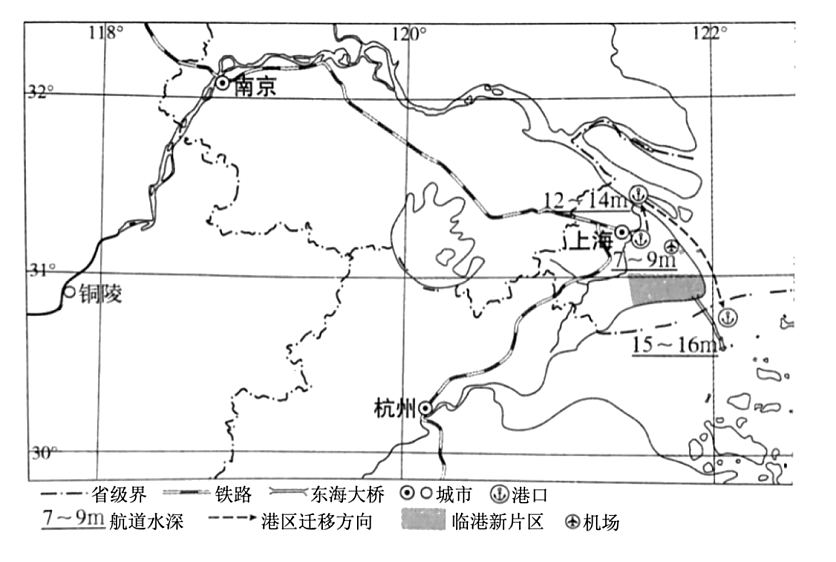 118°
120°
122°
32°
南京
12～14m
上海
7～9m
31°
铜陵
15～16m
杭州
30°
省级界 铁路 东海大桥 城市 港口
7～9m 航道水深 港区迁移方向 临港新片区 机场